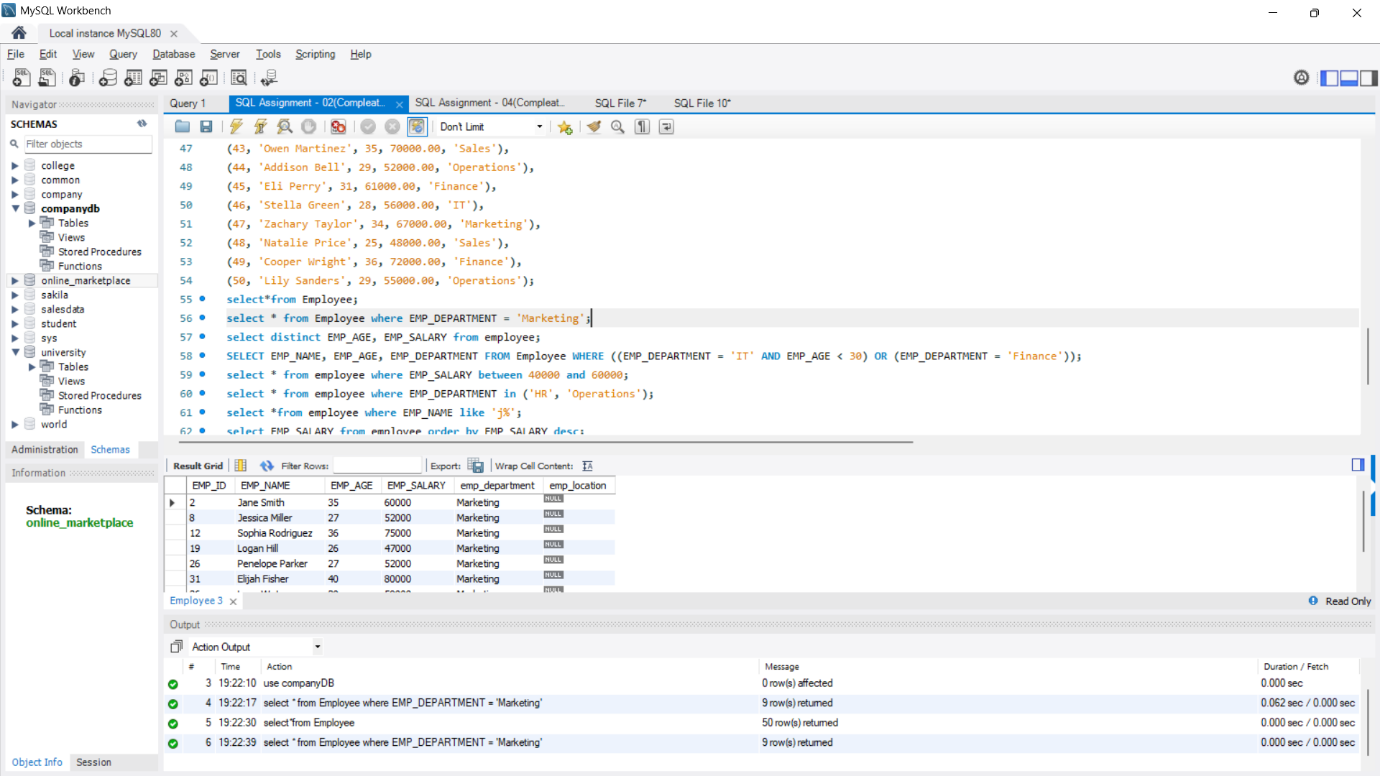 MySQL Workbench
Local instance MySQL80
File Edit View Query Database Server Tools Scripting Help
Navigator
SCHEMAS
Filter objects
college
common
company
companydb
Tables
Views
Stored Procedures
Functions
online_marketplace
sakila
salesdata
student
sys
university
Tables
Views
Stored Procedures
Functions
world
Administration Schemas
Information
Schema:
online_marketplace
Object Info Session
Query 1 SQL Assignment - 02(Compleat... SQL Assignment - 04(Compleat... SQL File 7* SQL File 10*
Don't Limit
47 (43, 'Owen Martinez', 35, 70000.00, 'Sales'),
48 (44, 'Addison Bell', 29, 52000.00, 'Operations'),
49 (45, 'Eli Perry', 31, 61000.00, 'Finance'),
50 (46, 'Stella Green', 28, 56000.00, 'IT'),
51 (47, 'Zachary Taylor', 34, 67000.00, 'Marketing'),
52 (48, 'Natalie Price', 25, 48000.00, 'Sales'),
53 (49, 'Cooper Wright', 36, 72000.00, 'Finance'),
54 (50, 'Lily Sanders', 29, 55000.00, 'Operations');
55 select*from Employee;
56 select * from Employee where EMP_DEPARTMENT = 'Marketing';
57 select distinct EMP_AGE, EMP_SALARY from employee;
58 SELECT EMP_NAME, EMP_AGE, EMP_DEPARTMENT FROM Employee WHERE ((EMP_DEPARTMENT = 'IT' AND EMP_AGE < 30) OR (EMP_DEPARTMENT = 'Finance'));
59 select * from employee where EMP_SALARY between 40000 and 60000;
60 select * from employee where EMP_DEPARTMENT in ('HR', 'Operations');
61 select *from employee where EMP_NAME like 'j%';
62 select EMP_SALARY from employee order by EMP_SALARY desc;
Result Grid Filter Rows: Export: Wrap Cell Content:
EMP_ID EMP_NAME EMP_AGE EMP_SALARY emp_department emp_location
2 Jane Smith 35 60000 Marketing NULL
8 Jessica Miller 27 52000 Marketing NULL
12 Sophia Rodriguez 36 75000 Marketing NULL
19 Logan Hill 26 47000 Marketing NULL
26 Penelope Parker 27 52000 Marketing NULL
31 Elijah Fisher 40 80000 Marketing NULL
NULL
Employee 3 Read Only
Output
Action Output
# Time Action Message Duration / Fetch
3 19:22:10 use companyDB 0 row(s) affected 0.000 sec
4 19:22:17 select * from Employee where EMP_DEPARTMENT = 'Marketing' 9 row(s) returned 0.062 sec / 0.000 sec
5 19:22:30 select*from Employee 50 row(s) returned 0.000 sec / 0.000 sec
6 19:22:39 select * from Employee where EMP_DEPARTMENT = 'Marketing' 9 row(s) returned 0.000 sec / 0.000 sec